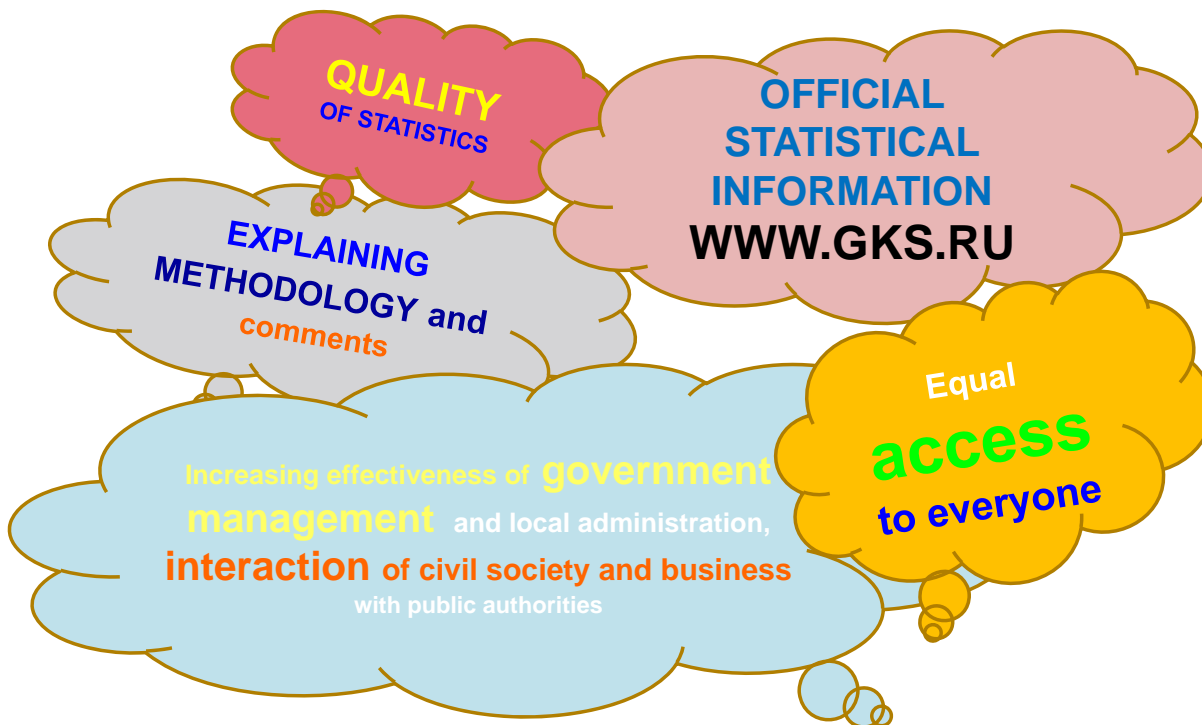 QUALITY
OF STATISTICS
OFFICIAL
STATISTICAL
INFORMATION
WWW.GKS.RU
EXPLAINING
METHODOLOGY and
comments
Equal
access
to everyone
Increasing effectiveness of government
management and local administration,
interaction of civil society and business
with public authorities